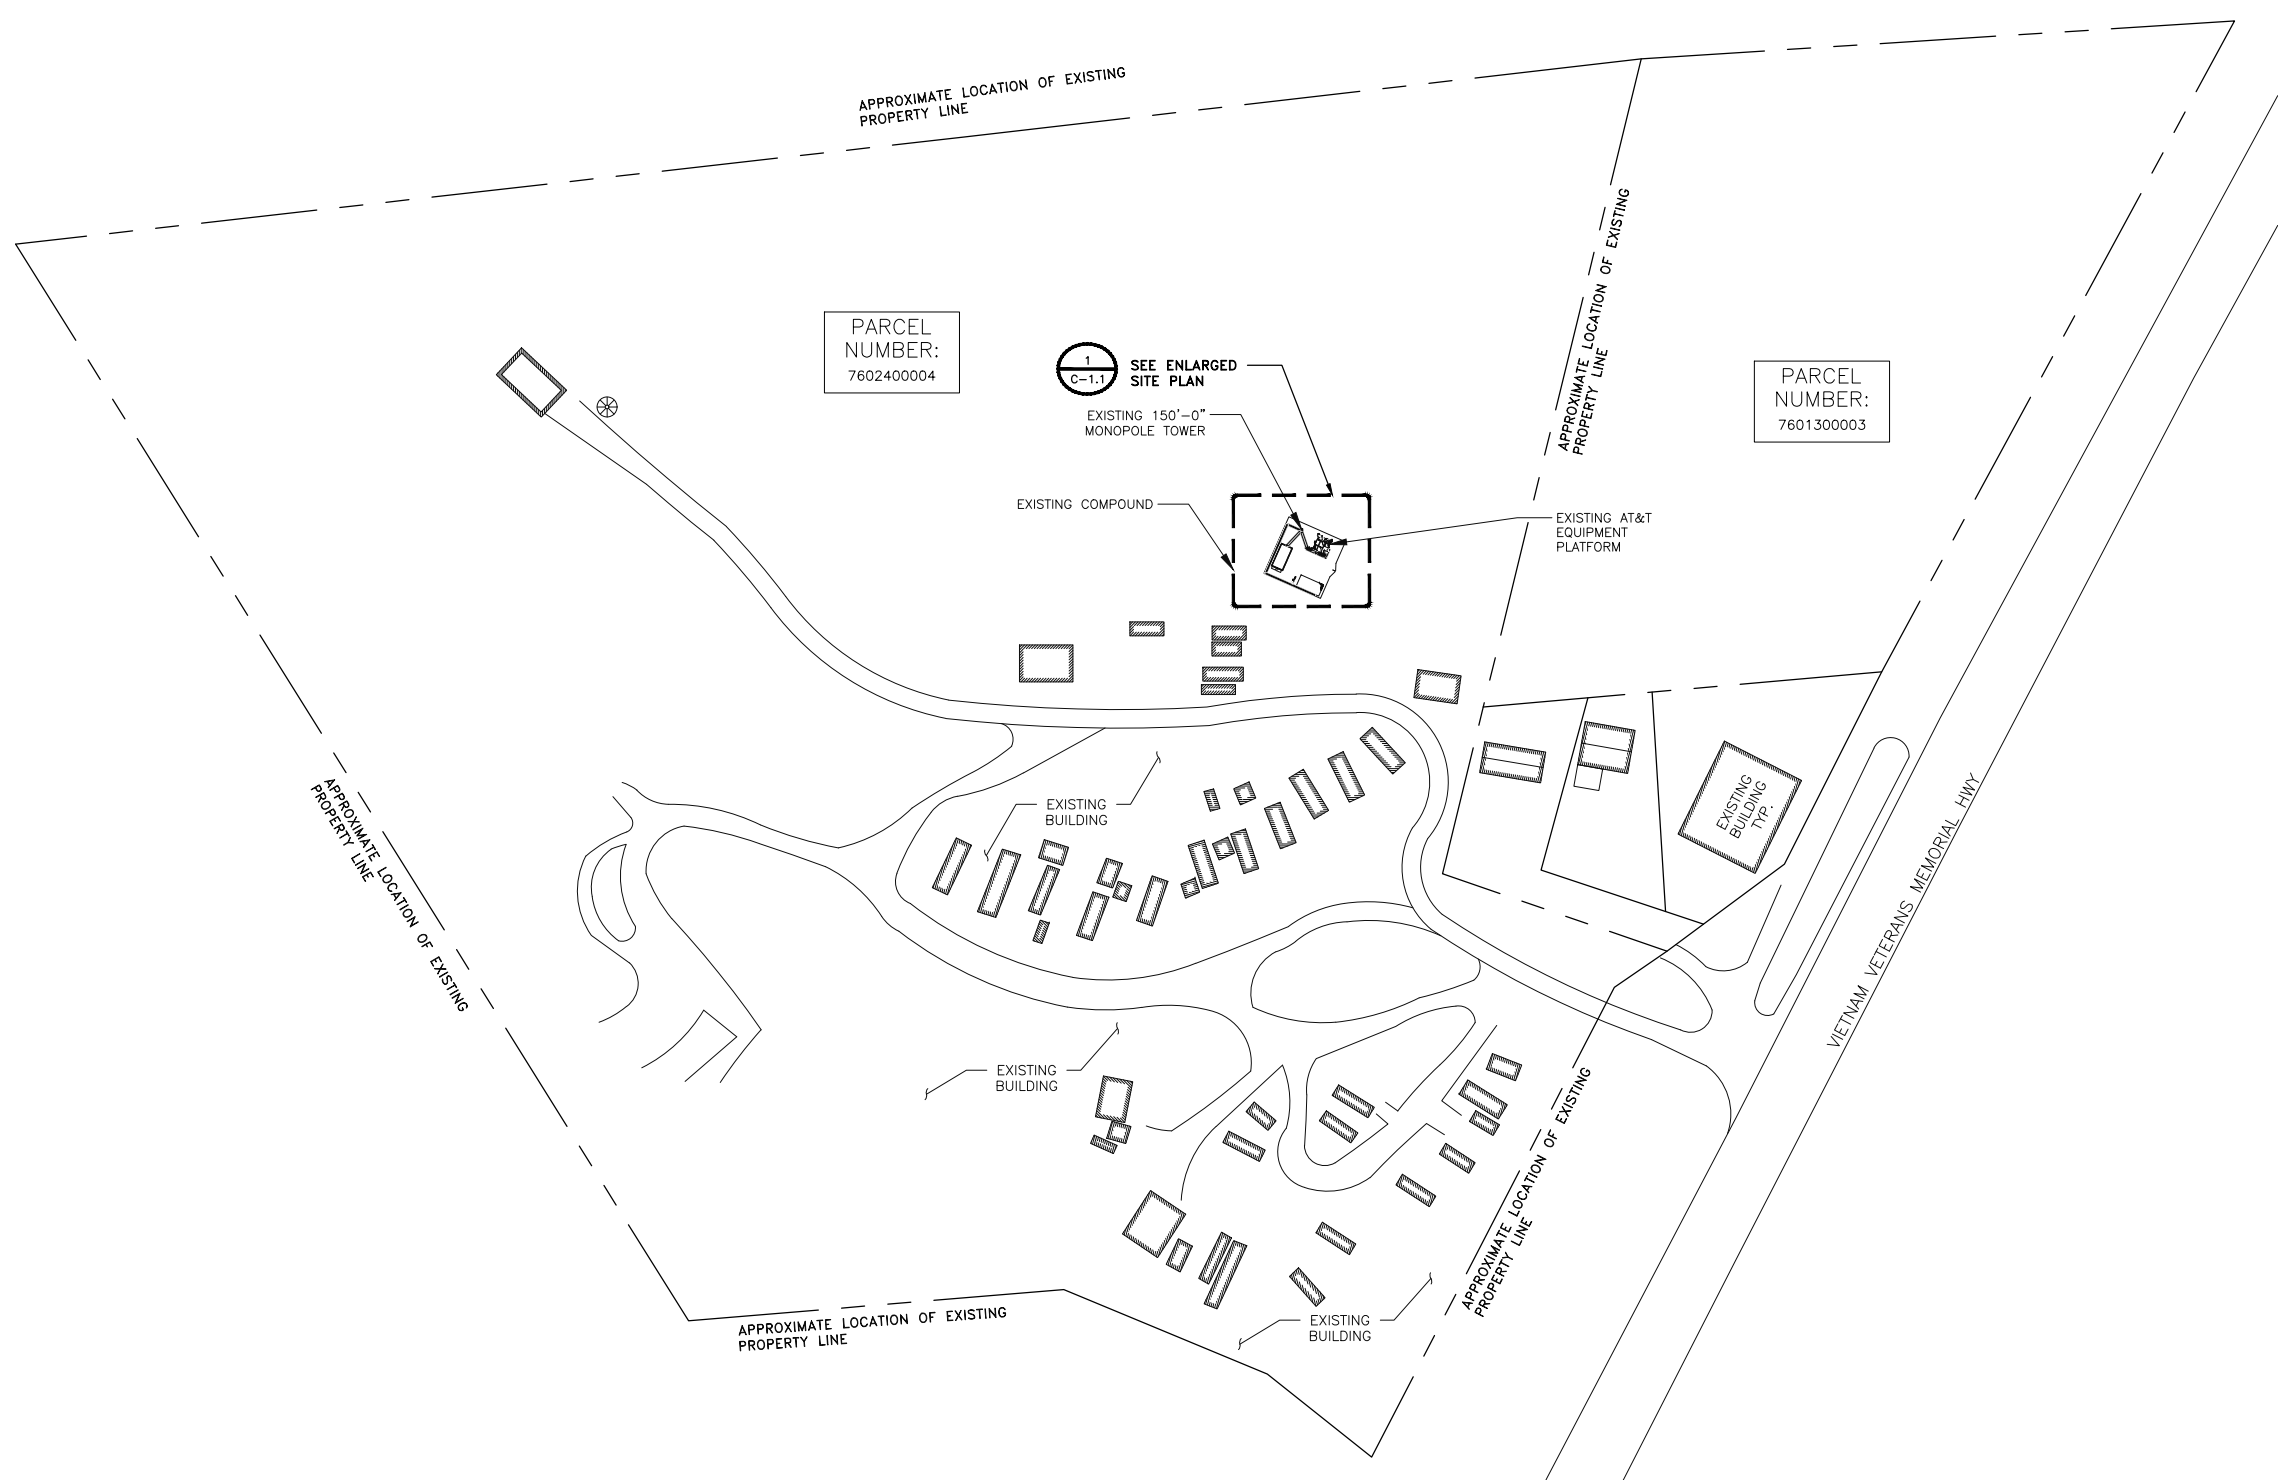 APPROXIMATE LOCATION OF EXISTING
PROPERTY LINE
APPROXIMATE LOCATION OF EXISTING
PROPERTY LINE
PARCEL
NUMBER:
7602400004
1
C-1.1
SEE ENLARGED
SITE PLAN
PARCEL
NUMBER:
7601300003
EXISTING 150'-0"
MONOPOLE TOWER
EXISTING COMPOUND
EXISTING AT&T
EQUIPMENT
PLATFORM
EXISTING
BUILDING
EXISTING
BUILDING
TYP.
VIETNAM VETERANS MEMORIAL HWY
APPROXIMATE LOCATION OF EXISTING
PROPERTY LINE
EXISTING
BUILDING
APPROXIMATE LOCATION OF EXISTING
PROPERTY LINE
APPROXIMATE LOCATION OF EXISTING
PROPERTY LINE
EXISTING
BUILDING